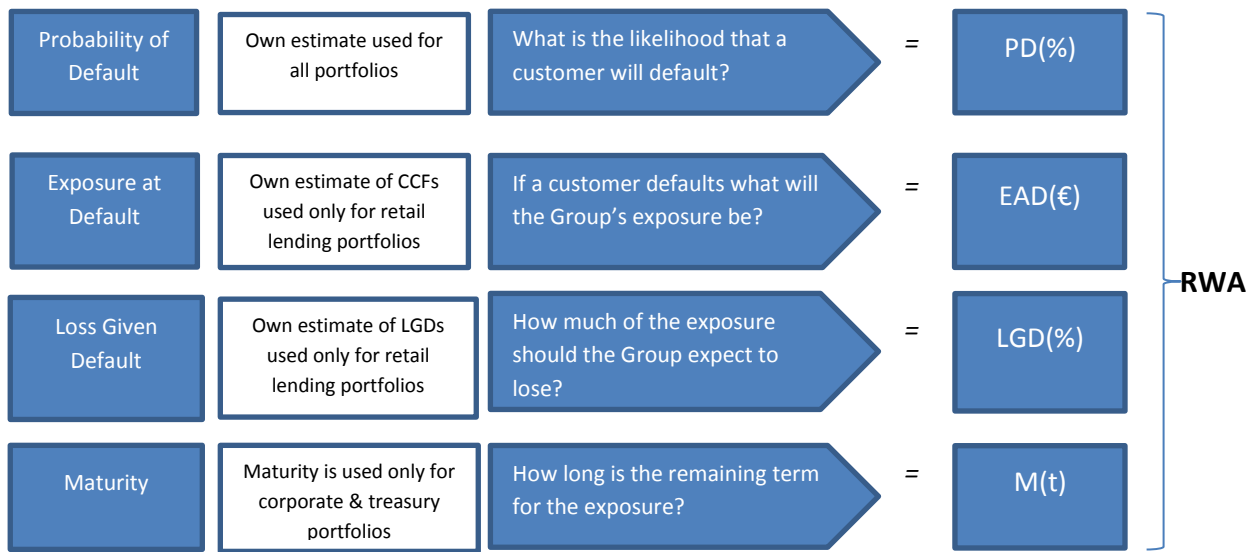 Probability of
Default
Own estimate used for
all portfolios
What is the likelihood that a
customer will default?
=
PD(%)
Exposure at
Default
Own estimate of CCFs
used only for retail
lending portfolios
If a customer defaults what will
the Group's exposure be?
=
EAD(€)
RWA
Loss Given
Default
Own estimate of LGDs
used only for retail
lending portfolios
How much of the exposure
should the Group expect to
lose?
=
LGD(%)
Maturity
Maturity is used only for
corporate & treasury
portfolios
How long is the remaining term
for the exposure?
=
M(t)